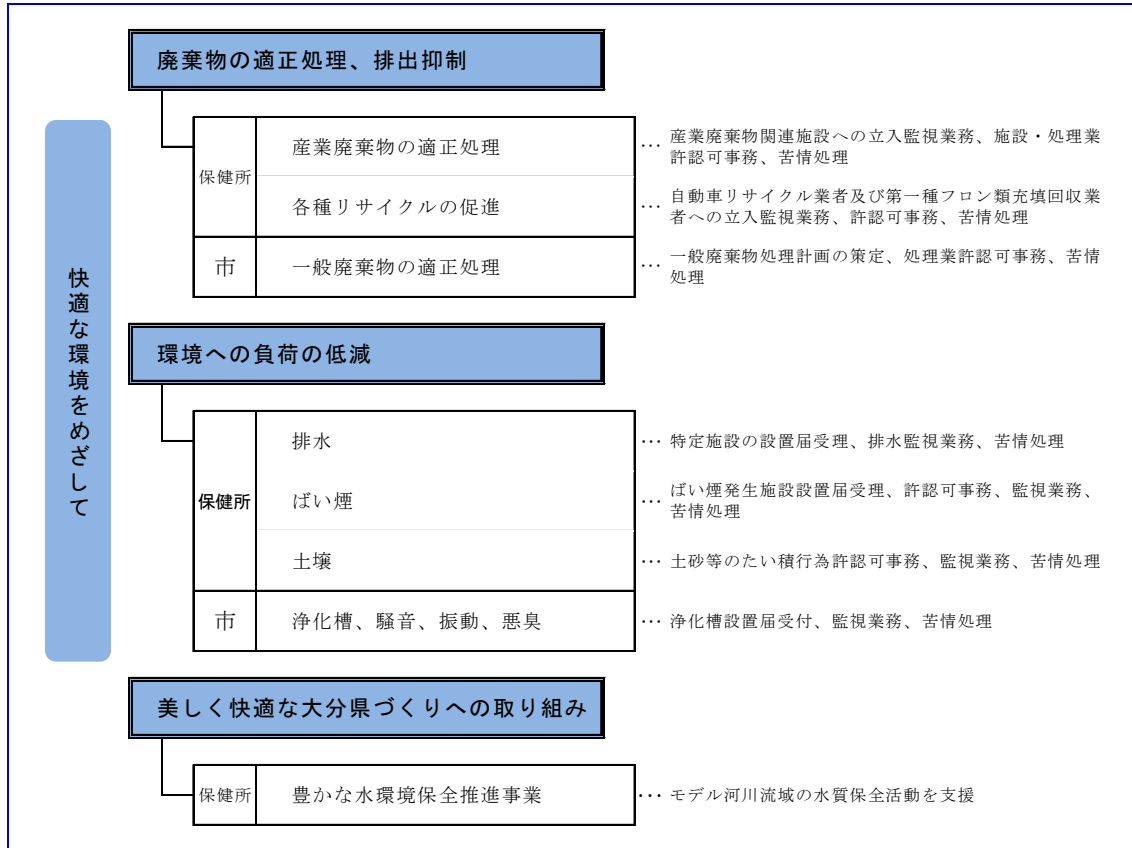 快適な環境をめざして
廃棄物の適正処理、排出抑制
保健所
産業廃棄物の適正処理
… 産業廃棄物関連施設への立入監視業務、施設・処理業
許認可事務、苦情処理
各種リサイクルの促進
… 自動車リサイクル業者及び第一種フロン類充填回収業
者への立入監視業務、許認可事務、苦情処理
市
一般廃棄物の適正処理
… 一般廃棄物処理計画の策定、処理業許認可事務、苦情
処理
環境への負荷の低減
保健所
排水
… 特定施設の設置届受理、排水監視業務、苦情処理
ばい煙
… ばい煙発生施設設置届受理、許認可事務、監視業務、
苦情処理
土壌
… 土砂等のたい積行為許認可事務、監視業務、苦情処理
市
浄化槽、騒音、振動、悪臭
… 浄化槽設置届受付、監視業務、苦情処理
美しく快適な大分県づくりへの取り組み
保健所
豊かな水環境保全推進事業
… モデル河川流域の水質保全活動を支援